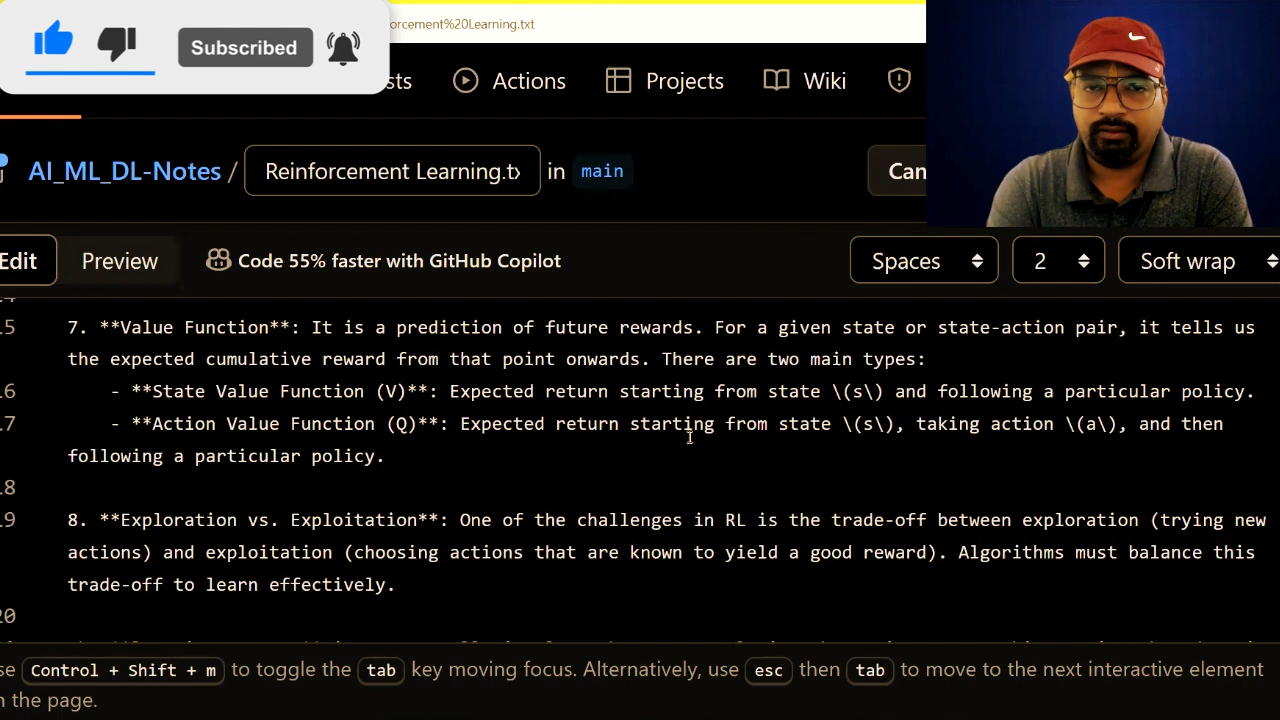 Subscribed
orcement%20Learning.txt
sts
Actions
Projects
Wiki
AI_ML_DL-Notes / Reinforcement Learning.tx in main
Can
Edit
Preview
Code 55% faster with GitHub Copilot
Spaces
2
Soft wrap
7. **Value Function**: It is a prediction of future rewards. For a given state or state-action pair, it tells us
the expected cumulative reward from that point onwards. There are two main types:
- **State Value Function (V)**: Expected return starting from state \(s\) and following a particular policy.
- **Action Value Function (Q)**: Expected return starting from state \(s\), taking action \(a\), and then
following a particular policy.
8. **Exploration vs. Exploitation**: One of the challenges in RL is the trade-off between exploration (trying new
actions) and exploitation (choosing actions that are known to yield a good reward). Algorithms must balance this
trade-off to learn effectively.
20
se Control + Shift + m to toggle the tab key moving focus. Alternatively, use esc then tab to move to the next interactive element
n the page.